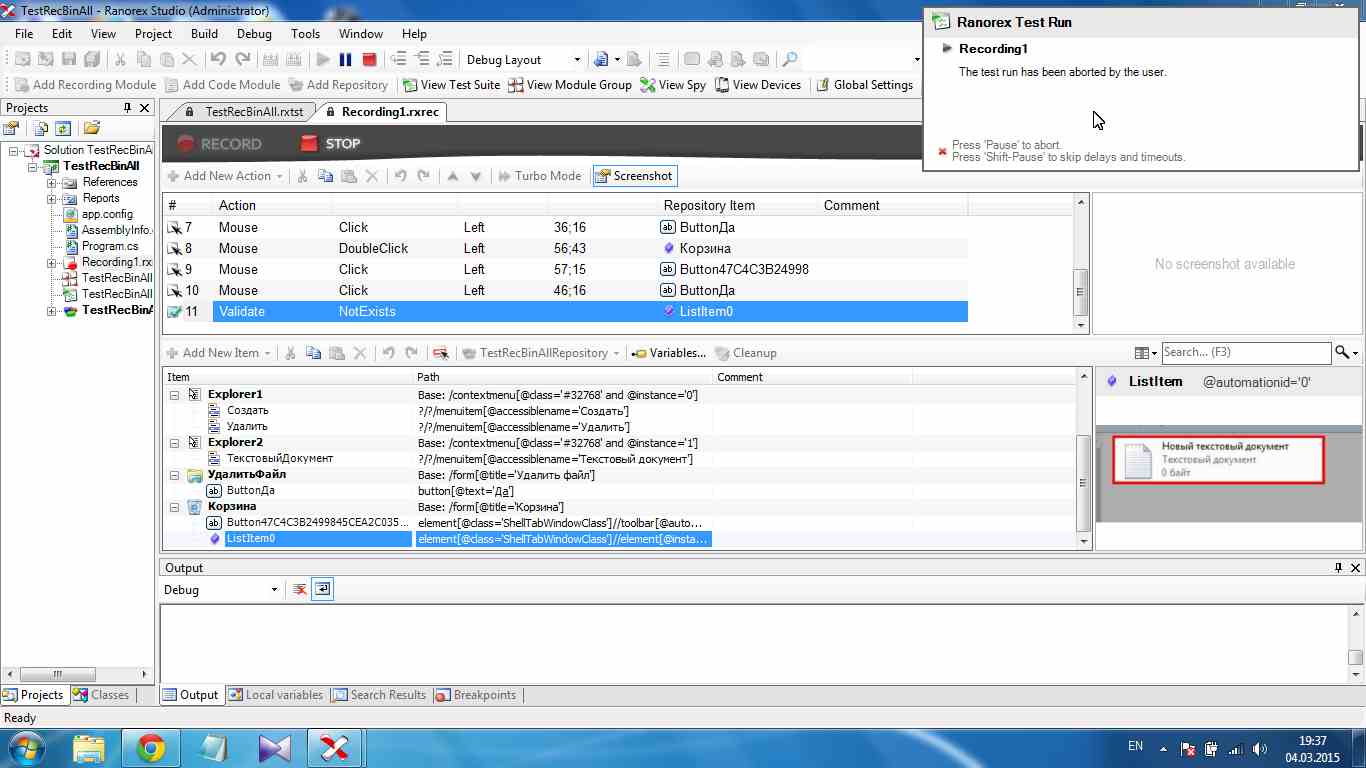 TestRecBinAll - Ranorex Studio (Administrator)
File Edit View Project Build Debug Tools Window Help
Debug Layout
Add Recording Module Add Code Module Add Repository View Test Suite View Module Group View Spy View Devices Global Settings
Ranorex Test Run
Recording1
The test run has been aborted by the user.
Press 'Pause' to abort.
Press 'Shift-Pause' to skip delays and timeouts.
Projects
Solution TestRecBinAl
TestRecBinAll
References
Reports
app.config
AssemblyInfo.
Program.cs
Recording1.rx
TestRecBinAll
TestRecBinAll
TestRecBinA
TestRecBinAll.rxtst Recording1.rxrec
RECORD STOP
Add New Action Turbo Mode Screenshot
# Action Repository Item Comment
7 Mouse Click Left 36;16 ab ButtonДа
8 Mouse DoubleClick Left 56;43 Корзина
9 Mouse Click Left 57;15 ab Button47C4C3B24998
10 Mouse Click Left 46;16 ab ButtonДа
11 Validate NotExists ListItem0
No screenshot available
Add New Item TestRecBinAllRepository Variables... Cleanup Search... (F3)
Item Path Comment
Explorer1 Base: /contextmenu[@class='#32768' and @instance='0']
Создать ?/?/menuitem[@accessiblename='Создать']
Удалить ?/?/menuitem[@accessiblename='Удалить']
Explorer2 Base: /contextmenu[@class='#32768' and @instance='1']
ТекстовыйДокумент ?/?/menuitem[@accessiblename='Текстовый документ']
УдалитьФайл Base: /form[@title='Удалить файл']
ab ButtonДа button[@text='Да']
Корзина Base: /form[@title='Корзина']
ab Button47C4C3B2499845CEA2C035... element[@class='ShellTabWindowClass']//toolbar[@auto...
ListItem0 element[@class='ShellTabWindowClass']//element[@insta...
ListItem @automationid='0'
Новый текстовый документ
Текстовый документ
0 байт
Output
Debug
Projects Classes Output Local variables Search Results Breakpoints
Ready
EN
19:37
04.03.2015